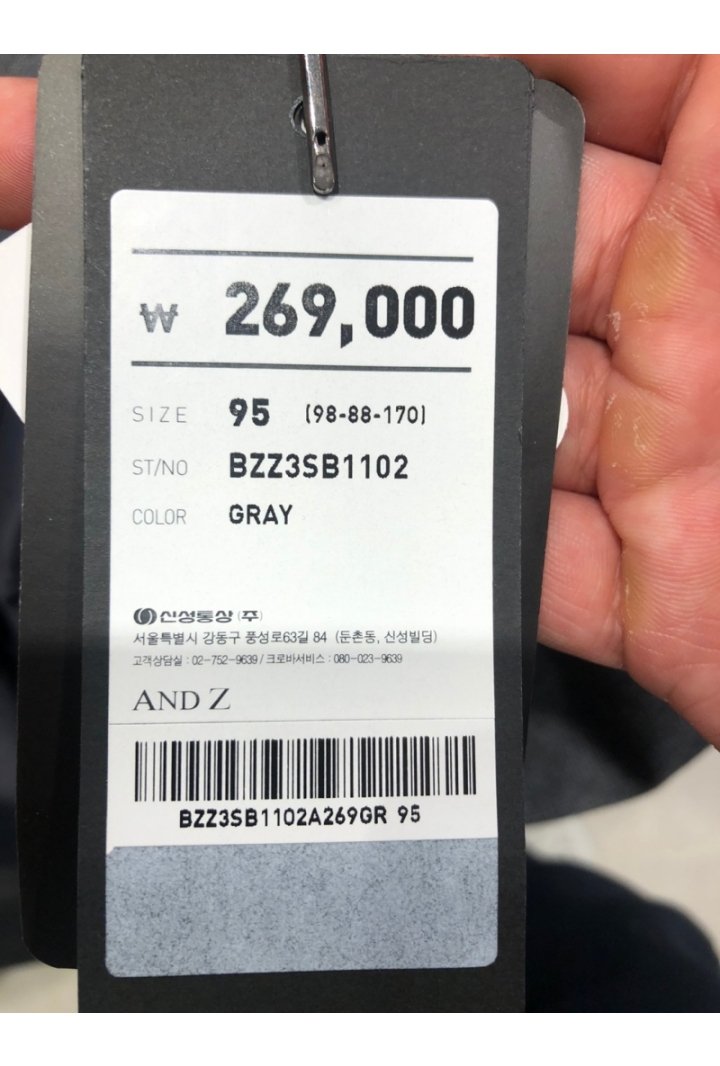 ₩ 269,000
SIZE 95 (98-88-170)
ST/NO BZZ3SB1102
COLOR GRAY
신성통상(주)
서울특별시 강동구 풍성로63길 84 (둔촌동, 신성빌딩)
고객상담실 : 02-752-9639 / 크로바서비스 : 080-023-9639
AND Z
BZZ3SB1102A269GR 95